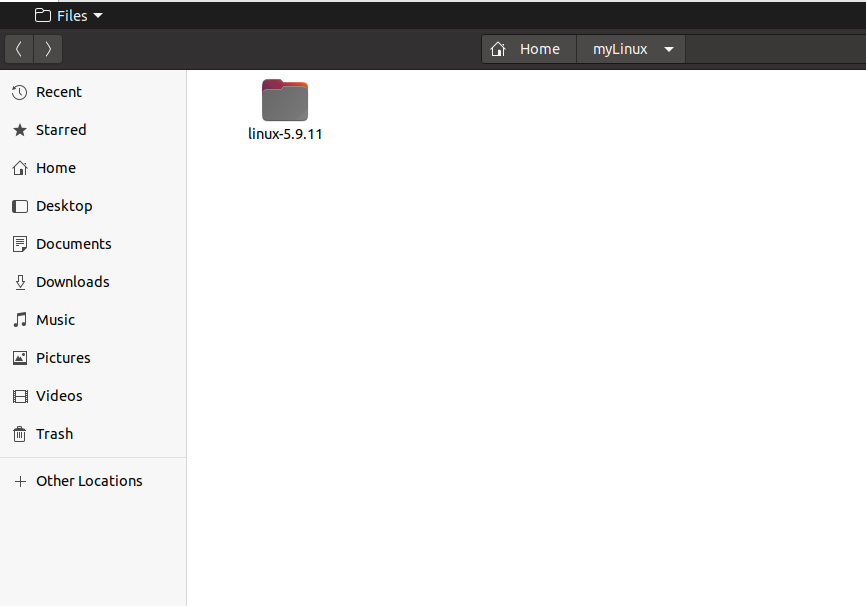 Files
Home myLinux
Recent
Starred
Home
Desktop
Documents
Downloads
Music
Pictures
Videos
Trash
Other Locations
linux-5.9.11